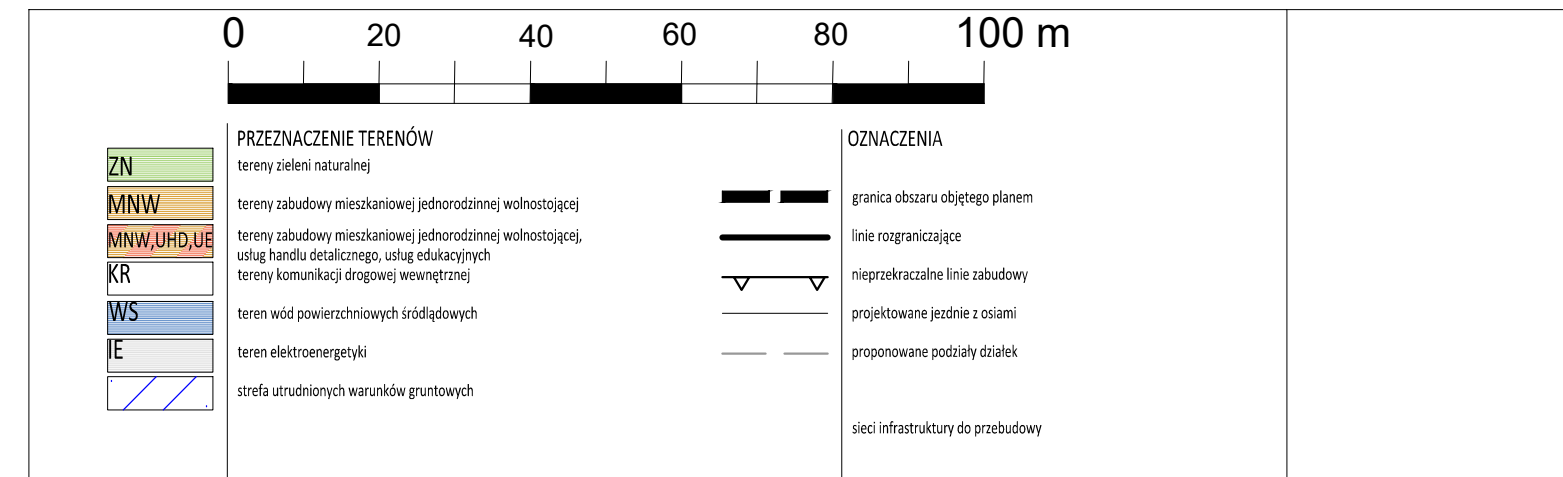 0 20 40 60 80 100 m
PRZEZNACZENIE TERENÓW
ZN tereny zieleni naturalnej
MNW tereny zabudowy mieszkaniowej jednorodzinnej wolnostojącej
MNW,UHD,UE tereny zabudowy mieszkaniowej jednorodzinnej wolnostojącej,
usług handlu detalicznego, usług edukacyjnych
KR tereny komunikacji drogowej wewnętrznej
WS teren wód powierzchniowych śródlądowych
IE teren elektroenergetyki
strefa utrudnionych warunków gruntowych
OZNACZENIA
granica obszaru objętego planem
linie rozgraniczające
nieprzekraczalne linie zabudowy
projektowane jezdnie z osiami
proponowane podziały działek
sieci infrastruktury do przebudowy